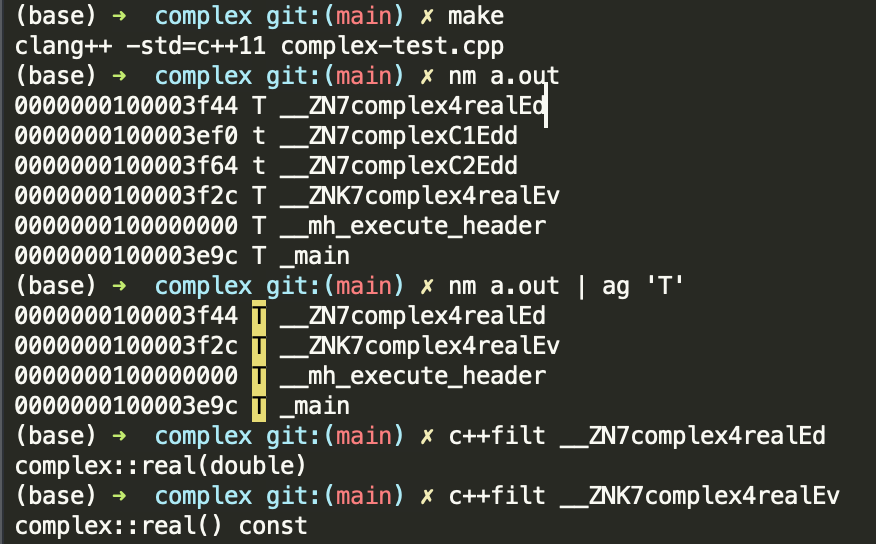 (base) ➜  complex git:(main) ✗ make
clang++ -std=c++11 complex-test.cpp
(base) ➜  complex git:(main) ✗ nm a.out
0000000100003f44 T __ZN7complex4realEd
0000000100003ef0 t __ZN7complexC1Edd
0000000100003f64 t __ZN7complexC2Edd
0000000100003f2c T __ZNK7complex4realEv
0000000100000000 T __mh_execute_header
0000000100003e9c T _main
(base) ➜  complex git:(main) ✗ nm a.out | ag 'T'
0000000100003f44 T __ZN7complex4realEd
0000000100003f2c T __ZNK7complex4realEv
0000000100000000 T __mh_execute_header
0000000100003e9c T _main
(base) ➜  complex git:(main) ✗ c++filt __ZN7complex4realEd
complex::real(double)
(base) ➜  complex git:(main) ✗ c++filt __ZNK7complex4realEv
complex::real() const